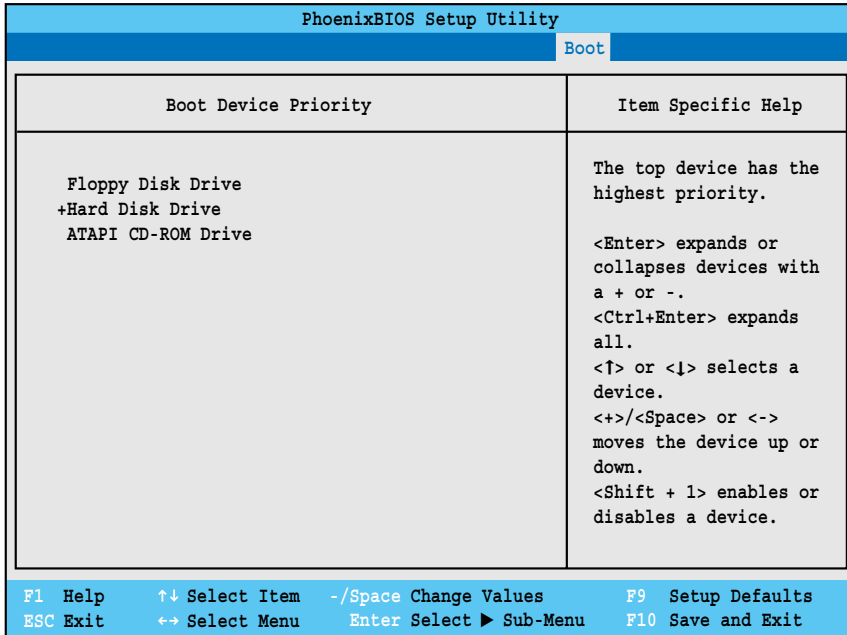 PhoenixBIOS Setup Utility
Boot
Boot Device Priority
Item Specific Help
Floppy Disk Drive
+Hard Disk Drive
ATAPI CD-ROM Drive
The top device has the
highest priority.
<Enter> expands or
collapses devices with
a + or -.
<Ctrl+Enter> expands
all.
<↑> or <↓> selects a
device.
<+>/<Space> or <->
moves the device up or
down.
<Shift + 1> enables or
disables a device.
F1 Help ↑↓ Select Item -/Space Change Values F9 Setup Defaults
ESC Exit ↔ Select Menu Enter Select ▶ Sub-Menu F10 Save and Exit